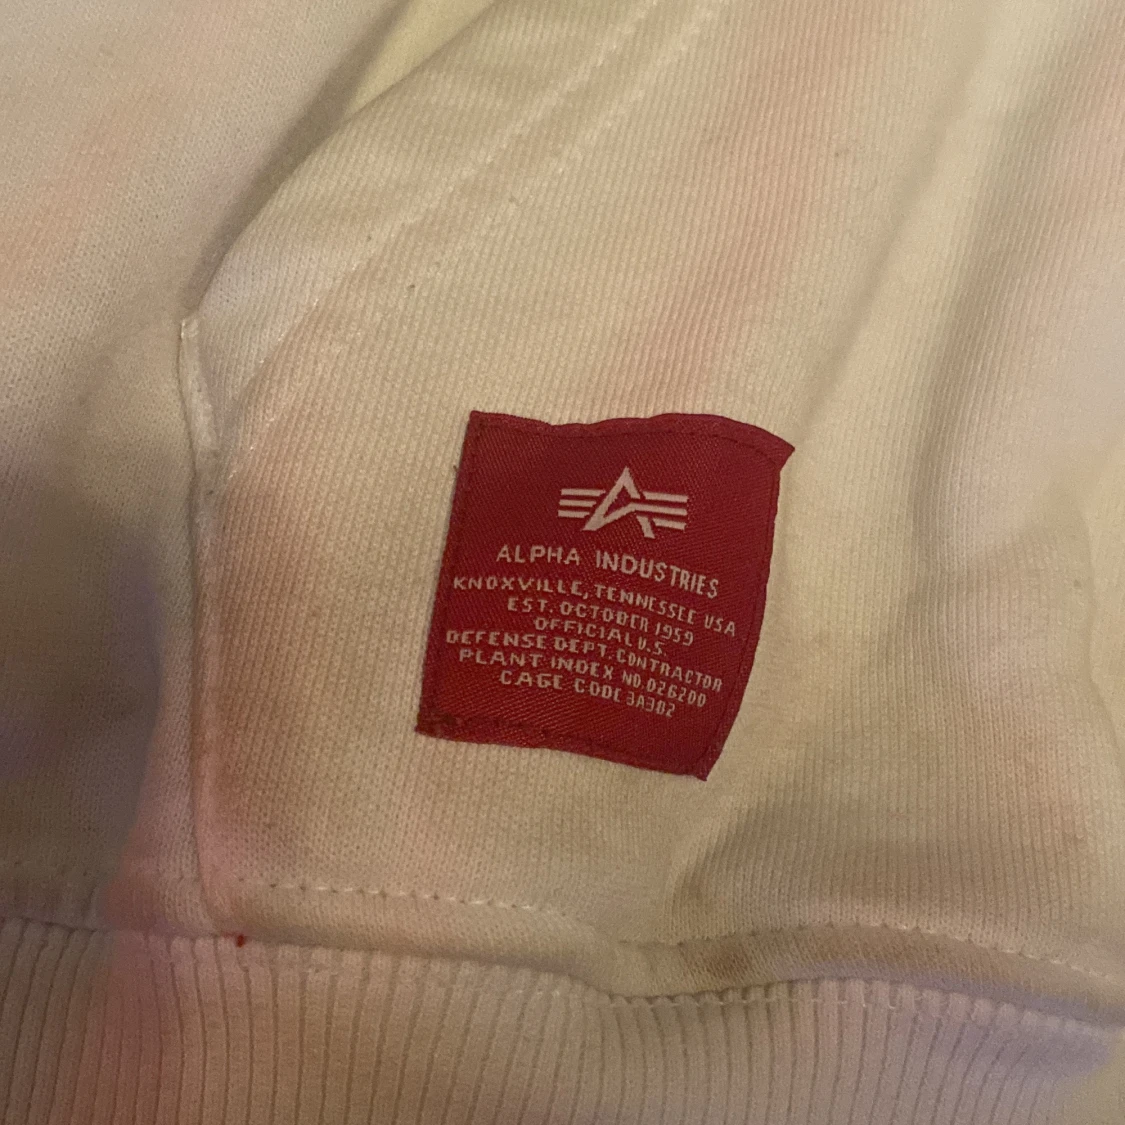 ALPHA INDUSTRIES
KNOXVILLE, TENNESSEE USA
EST. OCTOBER 1959
OFFICIAL U.S.
DEFENSE DEPT. CONTRACTOR
PLANT INDEX NO. 026200
CAGE CODE 3A302